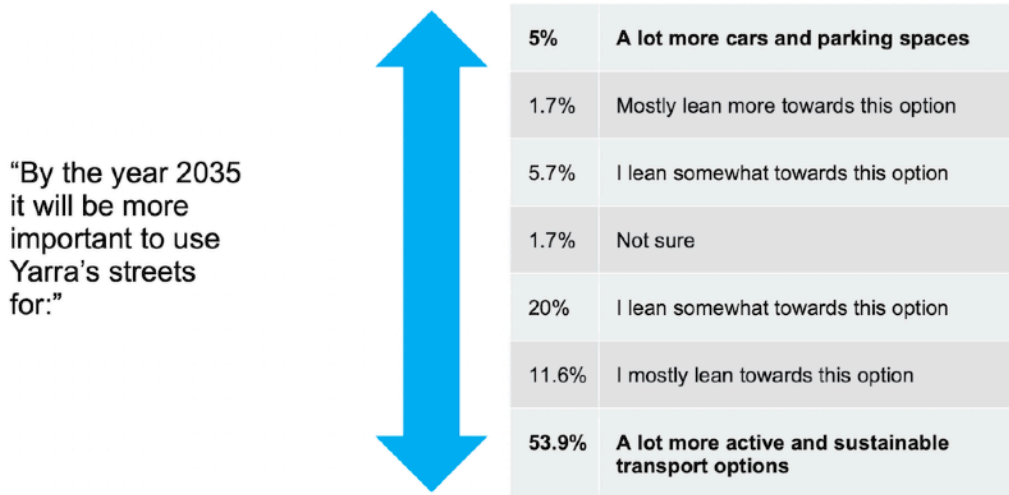 “By the year 2035
it will be more
important to use
Yarra’s streets
for:”
5% A lot more cars and parking spaces
1.7% Mostly lean more towards this option
5.7% I lean somewhat towards this option
1.7% Not sure
20% I lean somewhat towards this option
11.6% I mostly lean towards this option
53.9% A lot more active and sustainable
transport options